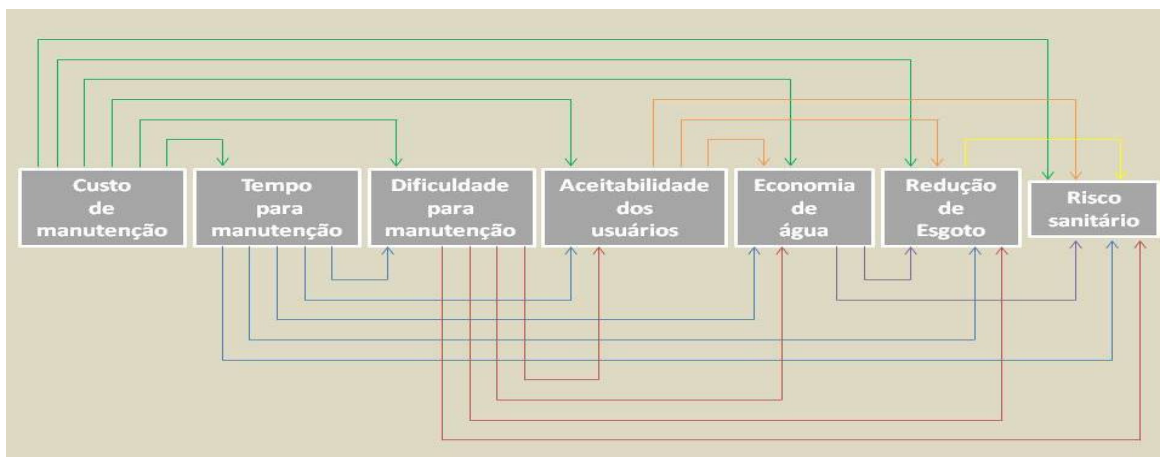 Custo
de
manutenção
Tempo
para
manutenção
Dificuldade
para
manutenção
Aceitabilidade
dos
usuários
Economia
de
água
Redução
de
Esgoto
Risco
sanitário